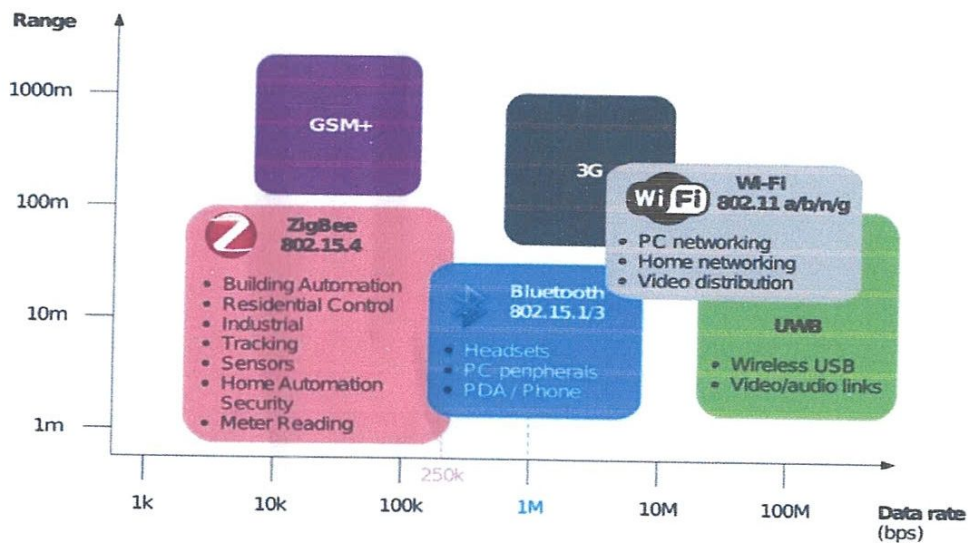 Range
1000m
100m
10m
1m
GSM+
3G
WiFi
Wi-Fi
802.11 a/b/n/g
• PC networking
• Home networking
• Video distribution
ZigBee
802.15.4
• Building Automation
• Residential Control
• Industrial
• Tracking
• Sensors
• Home Automation
Security
• Meter Reading
Bluetooth
802.15.1/3
• Headsets
• PC peripherals
• PDA / Phone
UWB
• Wireless USB
• Video/audio links
250k
1k
10k
100k
1M
10M
100M
Data rate
(bps)